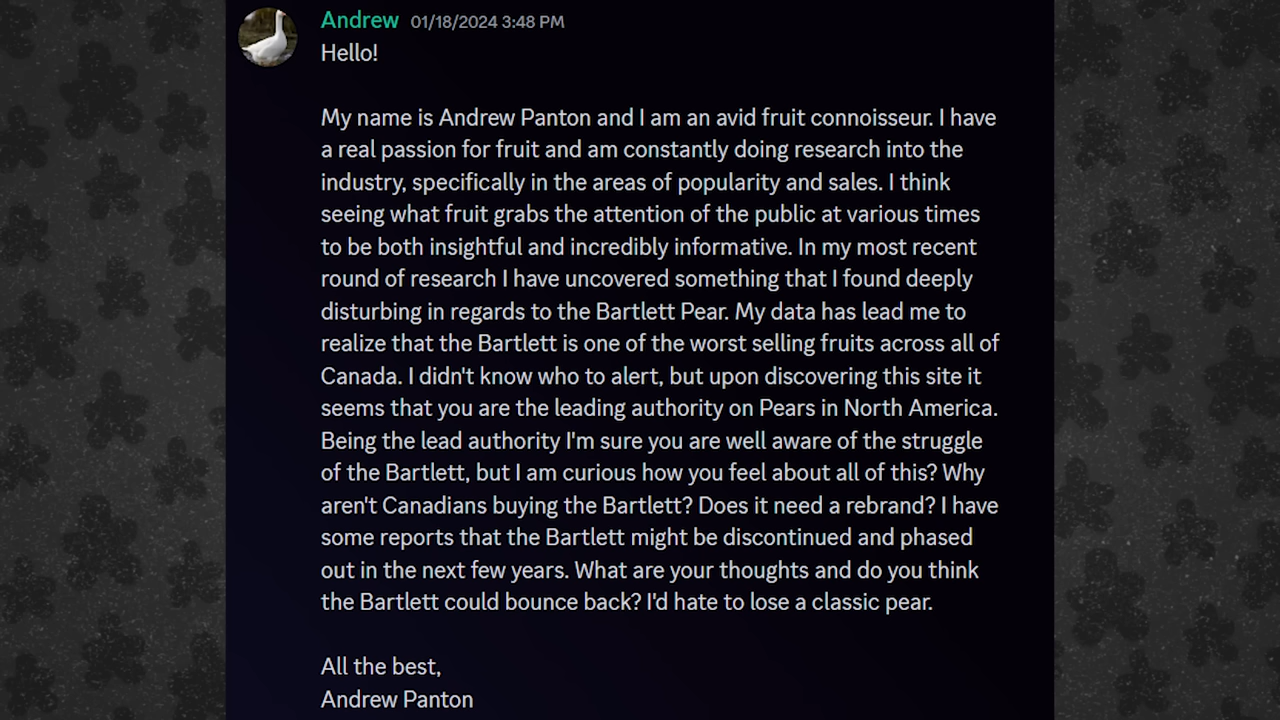 Andrew 01/18/2024 3:48 PM
Hello!
My name is Andrew Panton and I am an avid fruit connoisseur. I have
a real passion for fruit and am constantly doing research into the
industry, specifically in the areas of popularity and sales. I think
seeing what fruit grabs the attention of the public at various times
to be both insightful and incredibly informative. In my most recent
round of research I have uncovered something that I found deeply
disturbing in regards to the Bartlett Pear. My data has lead me to
realize that the Bartlett is one of the worst selling fruits across all of
Canada. I didn't know who to alert, but upon discovering this site it
seems that you are the leading authority on Pears in North America.
Being the lead authority I'm sure you are well aware of the struggle
of the Bartlett, but I am curious how you feel about all of this? Why
aren't Canadians buying the Bartlett? Does it need a rebrand? I have
some reports that the Bartlett might be discontinued and phased
out in the next few years. What are your thoughts and do you think
the Bartlett could bounce back? I'd hate to lose a classic pear.
All the best,
Andrew Panton